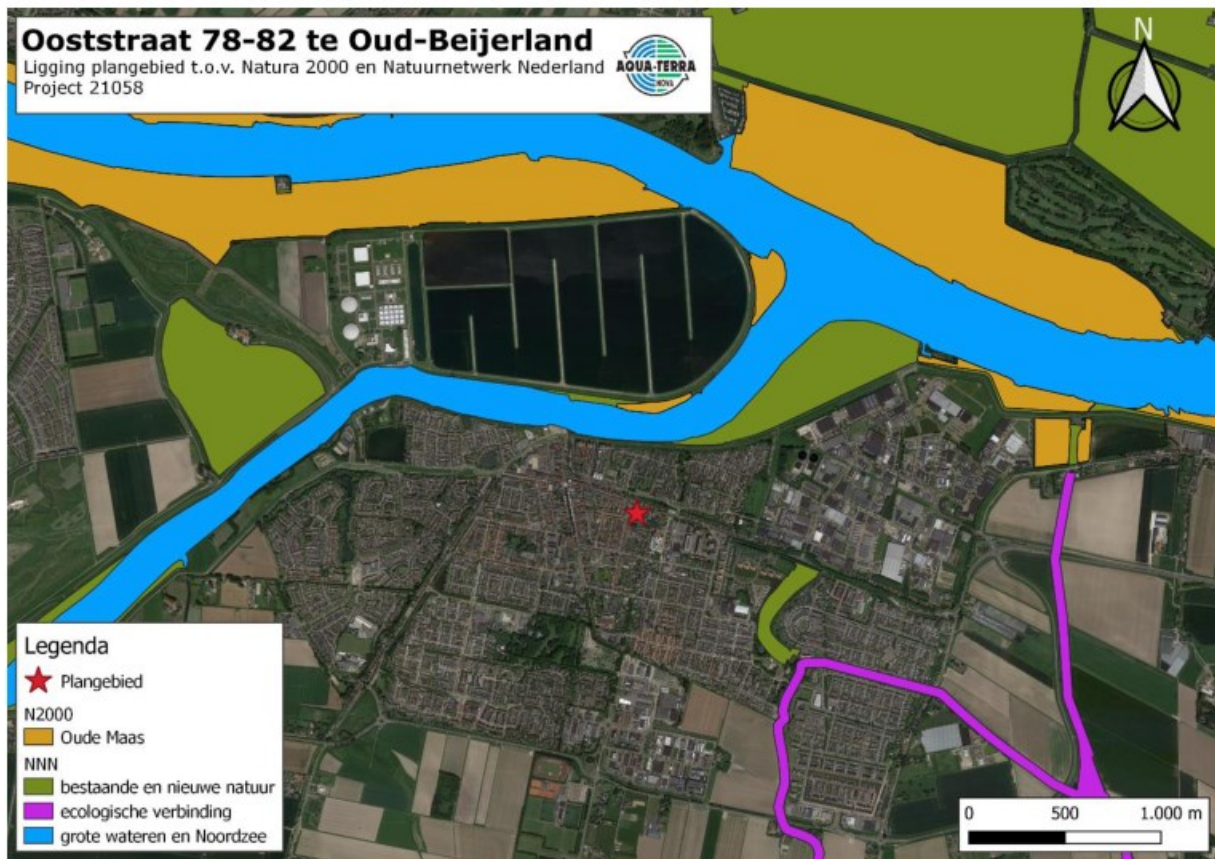 Ooststraat 78-82 te Oud-Beijerland
Ligging plangebied t.o.v. Natura 2000 en Natuurnetwerk Nederland
Project 21058
AQUA-TERRA
NOVA
N
Legenda
Plangebied
N2000
Oude Maas
NNN
bestaande en nieuwe natuur
ecologische verbinding
grote wateren en Noordzee
0 500 1.000 m